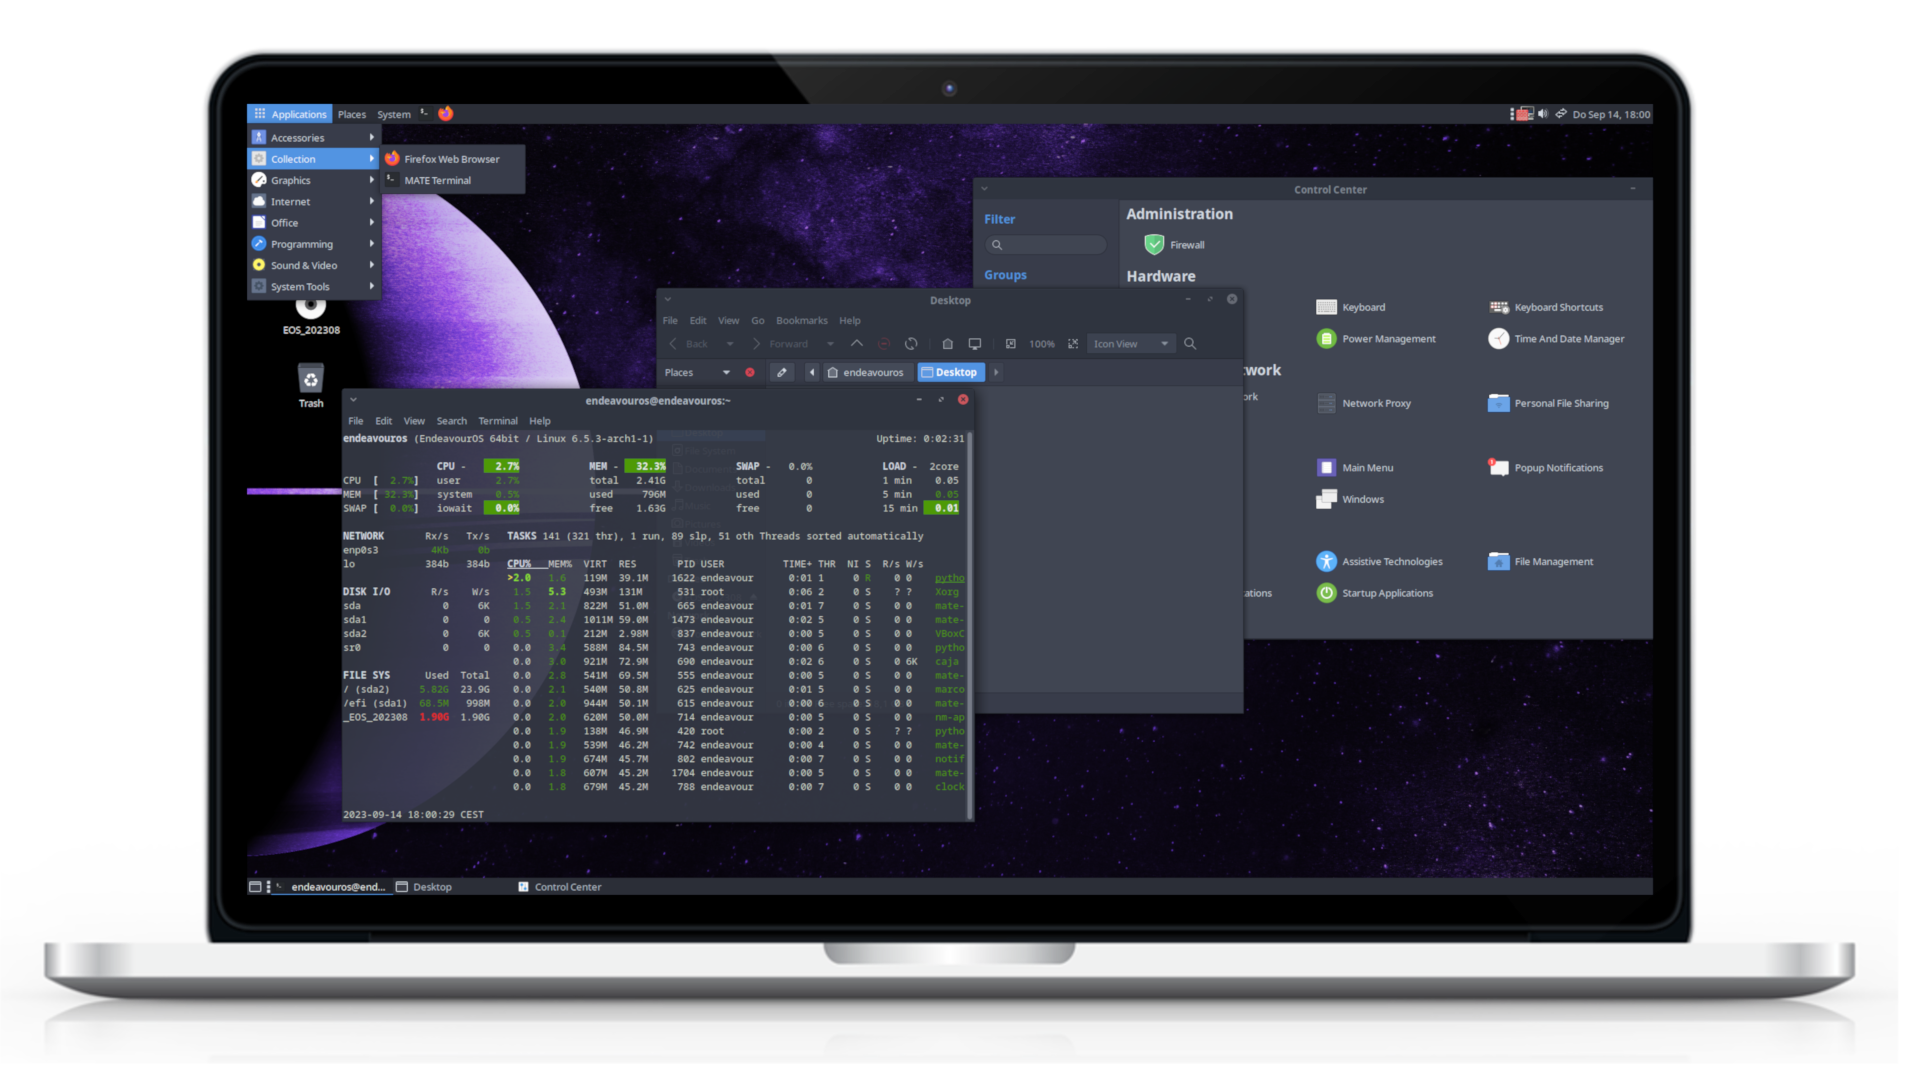 Applications Places System
Do Sep 14, 18:00
Accessories
Collection
Graphics
Internet
Office
Programming
Sound & Video
System Tools
Firefox Web Browser
MATE Terminal
EOS_202308
Trash
Control Center
Filter
Groups
Administration
Firewall
Hardware
Keyboard
Keyboard Shortcuts
Power Management
Time And Date Manager
Network Proxy
Personal File Sharing
Main Menu
Popup Notifications
Windows
Assistive Technologies
File Management
Startup Applications
Desktop
File Edit View Go Bookmarks Help
Back Forward 100% Icon View
Places endeavouros Desktop
endeavouros@endeavouros:~
File Edit View Search Terminal Help
endeavouros (EndeavourOS 64bit / Linux 6.5.3-arch1-1) Uptime: 0:02:31
CPU - 2.7% MEM - 32.3% SWAP - 0.0% LOAD - 2core
CPU [ 2.7%] user 2.7% total 2.41G total 0 1 min 0.05
MEM [ 32.3%] system 0.5% used 796M used 0 5 min 0.05
SWAP [ 0.0%] iowait 0.0% free 1.63G free 0 15 min 0.01
NETWORK Rx/s Tx/s TASKS 141 (321 thr), 1 run, 89 slp, 51 oth Threads sorted automatically
enp0s3 4Kb 0b
lo 384b 384b CPU% MEM% VIRT RES PID USER TIME+ THR NI S R/s W/s
>2.0 1.6 119M 39.1M 1622 endeavour 0:01 1 0 R 0 0 pytho
DISK I/O R/s W/s 1.5 5.3 493M 131M 531 root 0:06 2 0 S ? ? Xorg
sda 0 6K 1.5 2.1 822M 51.0M 665 endeavour 0:01 7 0 S 0 0 mate-
sda1 0 0 0.5 2.4 1011M 59.0M 1473 endeavour 0:02 5 0 S 0 0 mate-
sda2 0 6K 0.5 0.1 212M 2.98M 837 endeavour 0:00 5 0 S 0 0 VBoxC
sr0 0 0 0.0 3.4 588M 84.5M 743 endeavour 0:00 6 0 S 0 0 pytho
0.0 3.0 921M 72.9M 690 endeavour 0:02 6 0 S 0 6K caja
FILE SYS Used Total 0.0 2.8 541M 69.5M 555 endeavour 0:00 5 0 S 0 0 mate-
/ (sda2) 5.82G 23.9G 0.0 2.1 540M 50.8M 625 endeavour 0:01 5 0 S 0 0 marco
/efi (sda1) 68.5M 998M 0.0 2.0 944M 50.1M 615 endeavour 0:00 6 0 S 0 0 mate-
_EOS_202308 1.90G 1.90G 0.0 2.0 620M 50.0M 714 endeavour 0:00 5 0 S 0 0 nm-ap
0.0 1.9 138M 46.9M 420 root 0:00 2 0 S ? ? pytho
0.0 1.9 539M 46.2M 742 endeavour 0:00 4 0 S 0 0 mate-
0.0 1.9 674M 45.7M 802 endeavour 0:00 7 0 S 0 0 notif
0.0 1.8 607M 45.2M 1704 endeavour 0:00 5 0 S 0 0 mate-
0.0 1.8 679M 45.2M 788 endeavour 0:00 7 0 S 0 0 clock
2023-09-14 18:00:29 CEST
endeavouros@end... Desktop Control Center